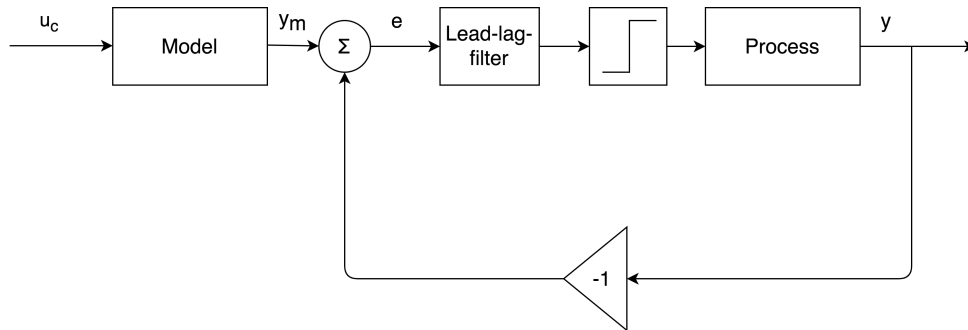 u_c
Model
y_m
Σ
e
Lead-lag-
filter
Process
y
-1